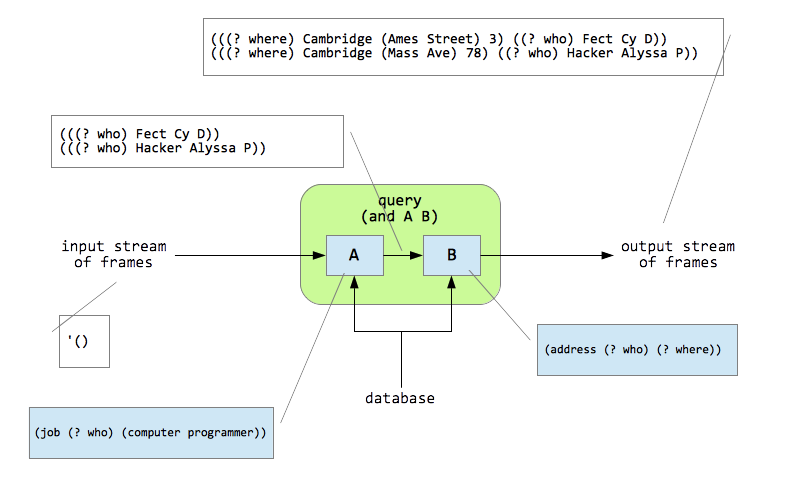 (((? where) Cambridge (Ames Street) 3) ((? who) Fect Cy D))
(((? where) Cambridge (Mass Ave) 78) ((? who) Hacker Alyssa P))
(((? who) Fect Cy D))
(((? who) Hacker Alyssa P))
query
(and A B)
input stream
of frames
A
B
output stream
of frames
'()
(address (? who) (? where))
database
(job (? who) (computer programmer))